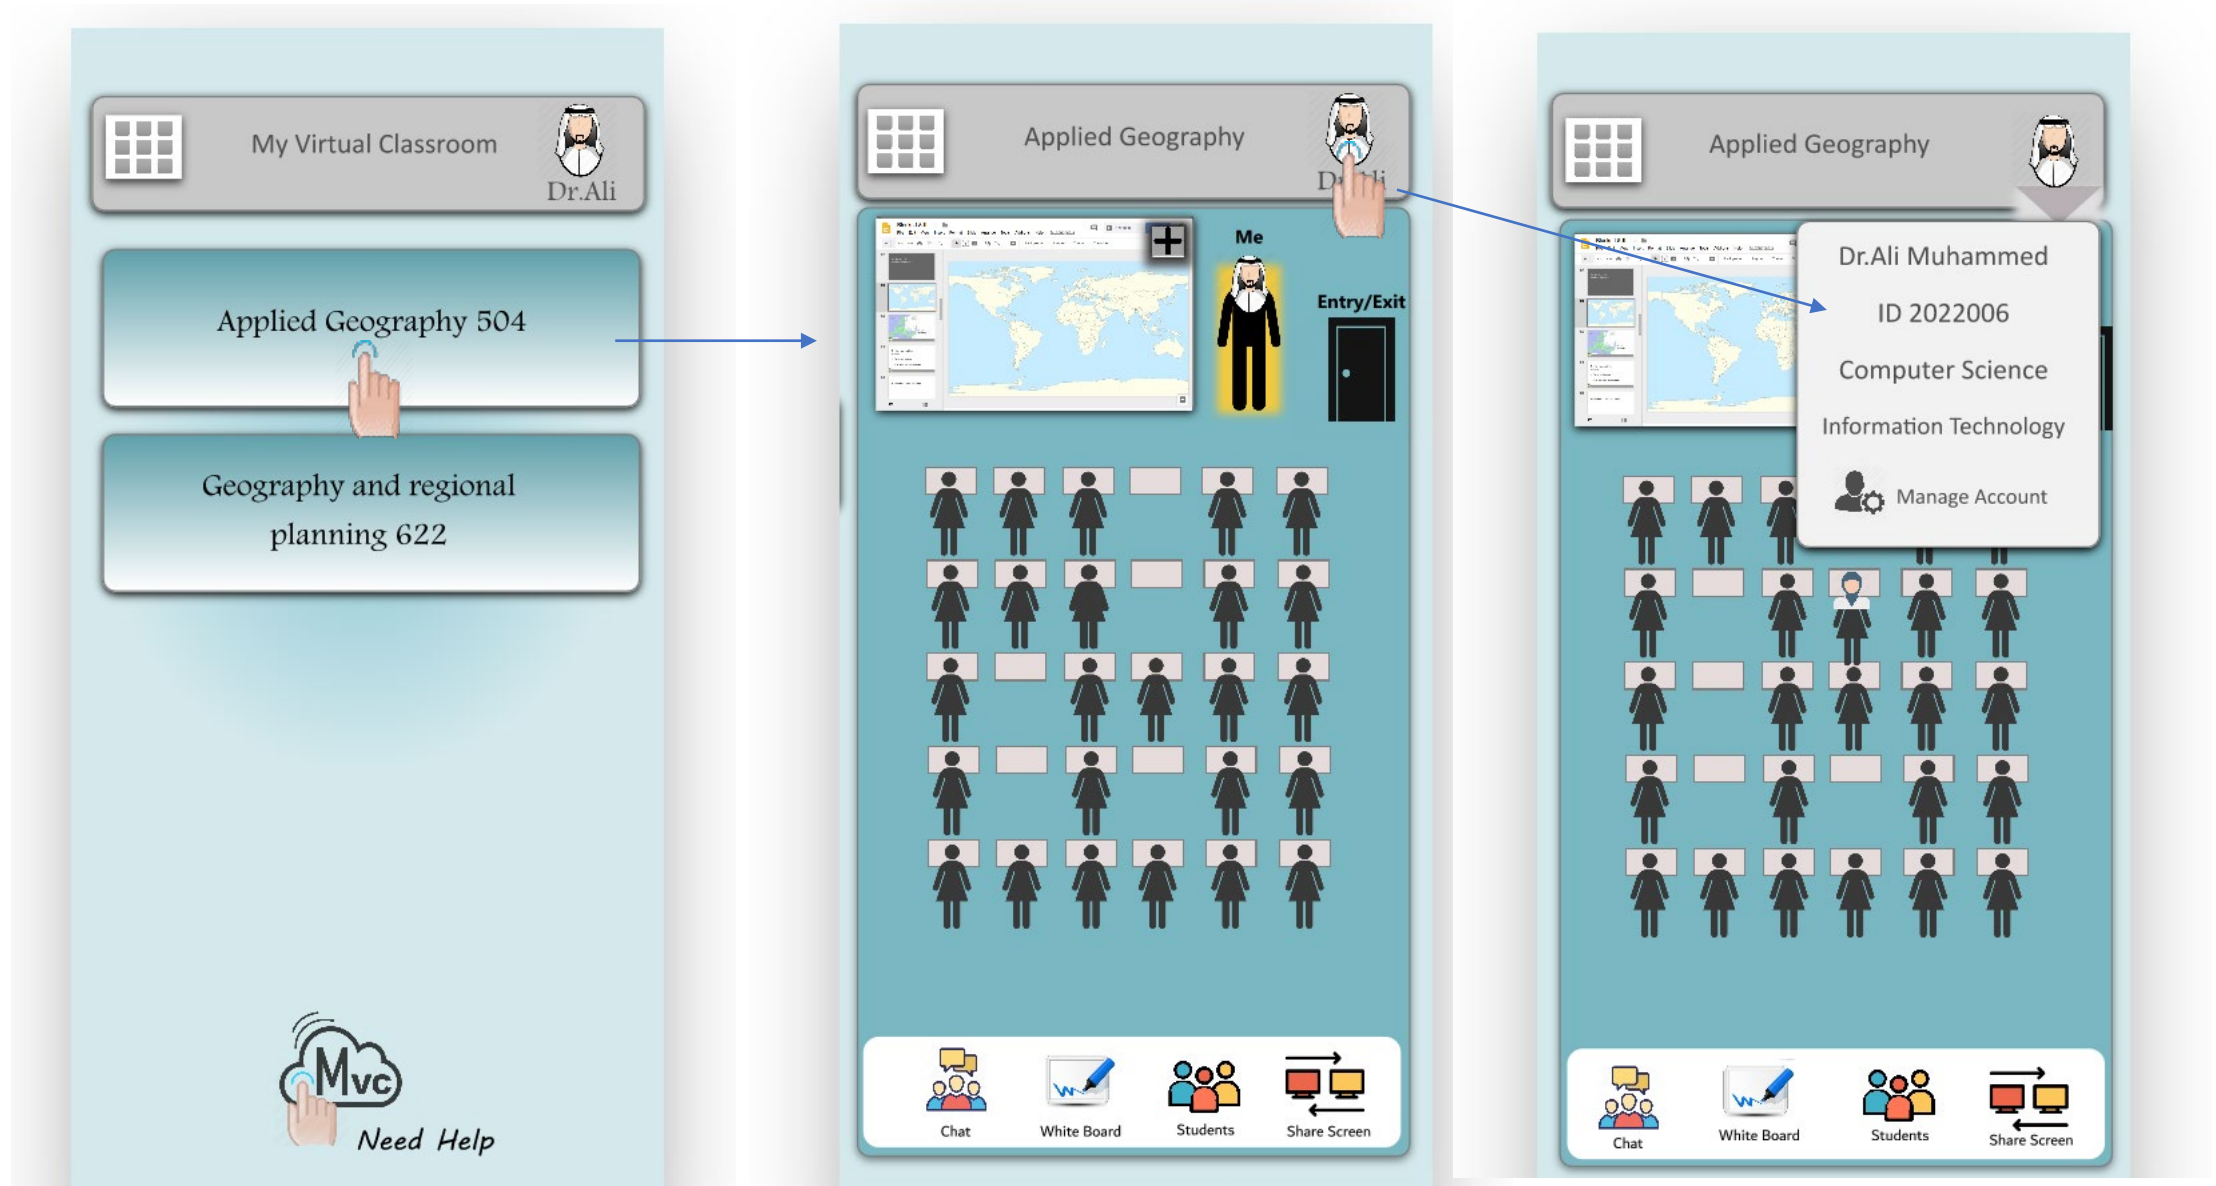 My Virtual Classroom
Dr.Ali
Applied Geography 504
Geography and regional
planning 622
Mvc
Need Help
Applied Geography
Me
Entry/Exit
Chat
White Board
Students
Share Screen
Applied Geography
Dr.Ali Muhammed
ID 2022006
Computer Science
Information Technology
Manage Account
Chat
White Board
Students
Share Screen